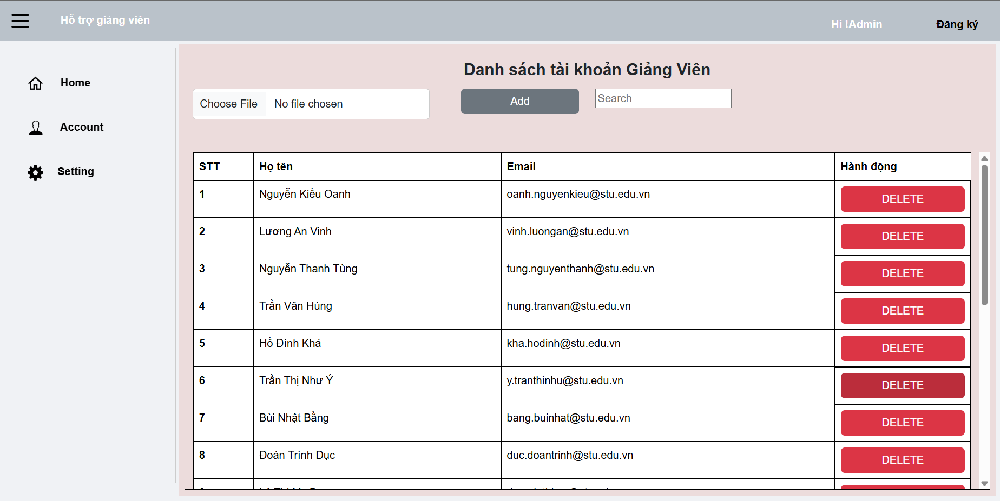 Hỗ trợ giảng viên
Hi !Admin
Đăng ký
Home
Account
Setting
Danh sách tài khoản Giảng Viên
Choose File No file chosen
Add
Search
STT Họ tên Email Hành động
1 Nguyễn Kiều Oanh oanh.nguyenkieu@stu.edu.vn DELETE
2 Lương An Vinh vinh.luongan@stu.edu.vn DELETE
3 Nguyễn Thanh Tùng tung.nguyenthanh@stu.edu.vn DELETE
4 Trần Văn Hùng hung.tranvan@stu.edu.vn DELETE
5 Hồ Đình Khả kha.hodinh@stu.edu.vn DELETE
6 Trần Thị Như Ý y.tranthinhu@stu.edu.vn DELETE
7 Bùi Nhật Bằng bang.buinhat@stu.edu.vn DELETE
8 Đoàn Trình Dục duc.doantrinh@stu.edu.vn DELETE